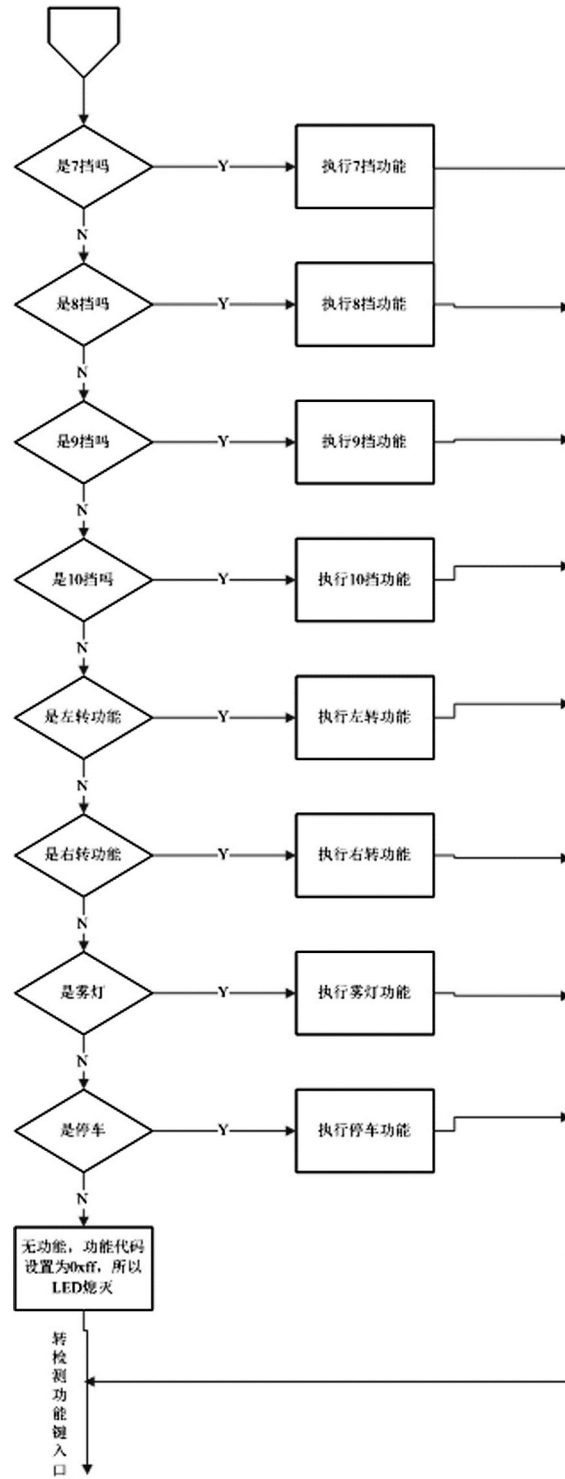 是7挡吗
Y
执行7挡功能
N
是8挡吗
Y
执行8挡功能
N
是9挡吗
Y
执行9挡功能
N
是10挡吗
Y
执行10挡功能
N
是左转功能
Y
执行左转功能
N
是右转功能
Y
执行右转功能
N
是雾灯
Y
执行雾灯功能
N
是停车
Y
执行停车功能
N
无功能，功能代码
设置为0xff，所以
LED熄灭
转检测功能键入口